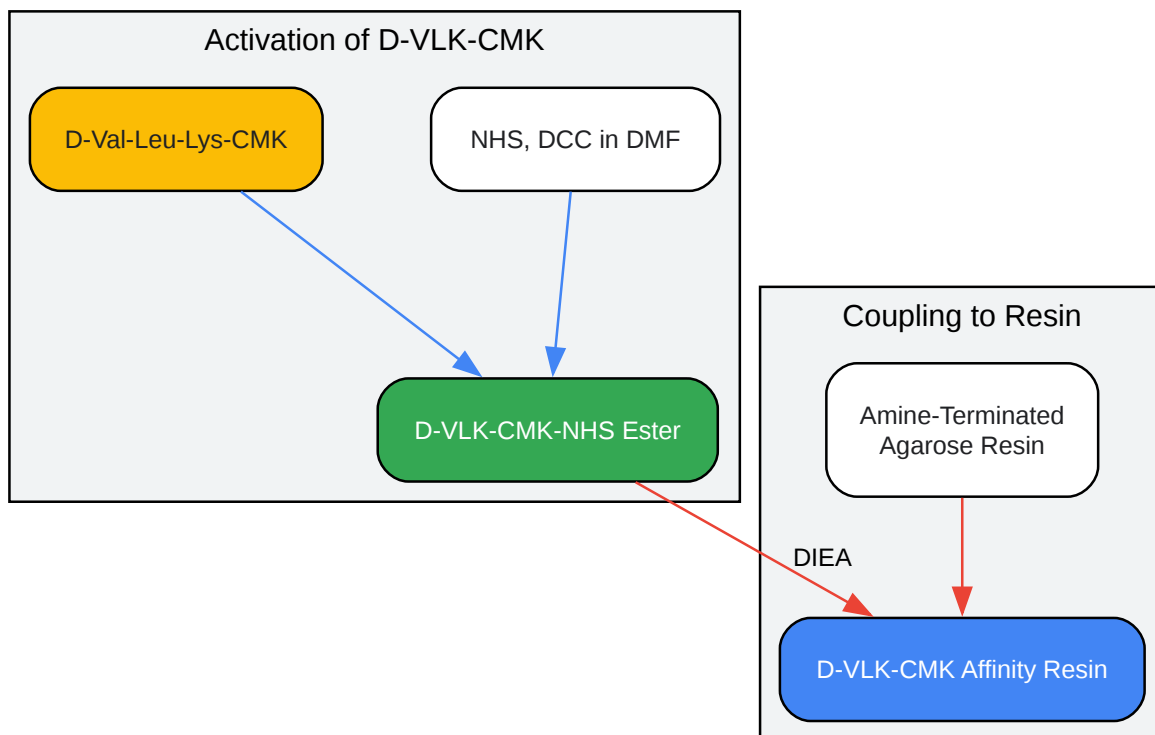 Activation of D-VLK-CMK
D-Val-Leu-Lys-CMK
NHS, DCC in DMF
D-VLK-CMK-NHS Ester
Coupling to Resin
Amine-Terminated
Agarose Resin
DIEA
D-VLK-CMK Affinity Resin